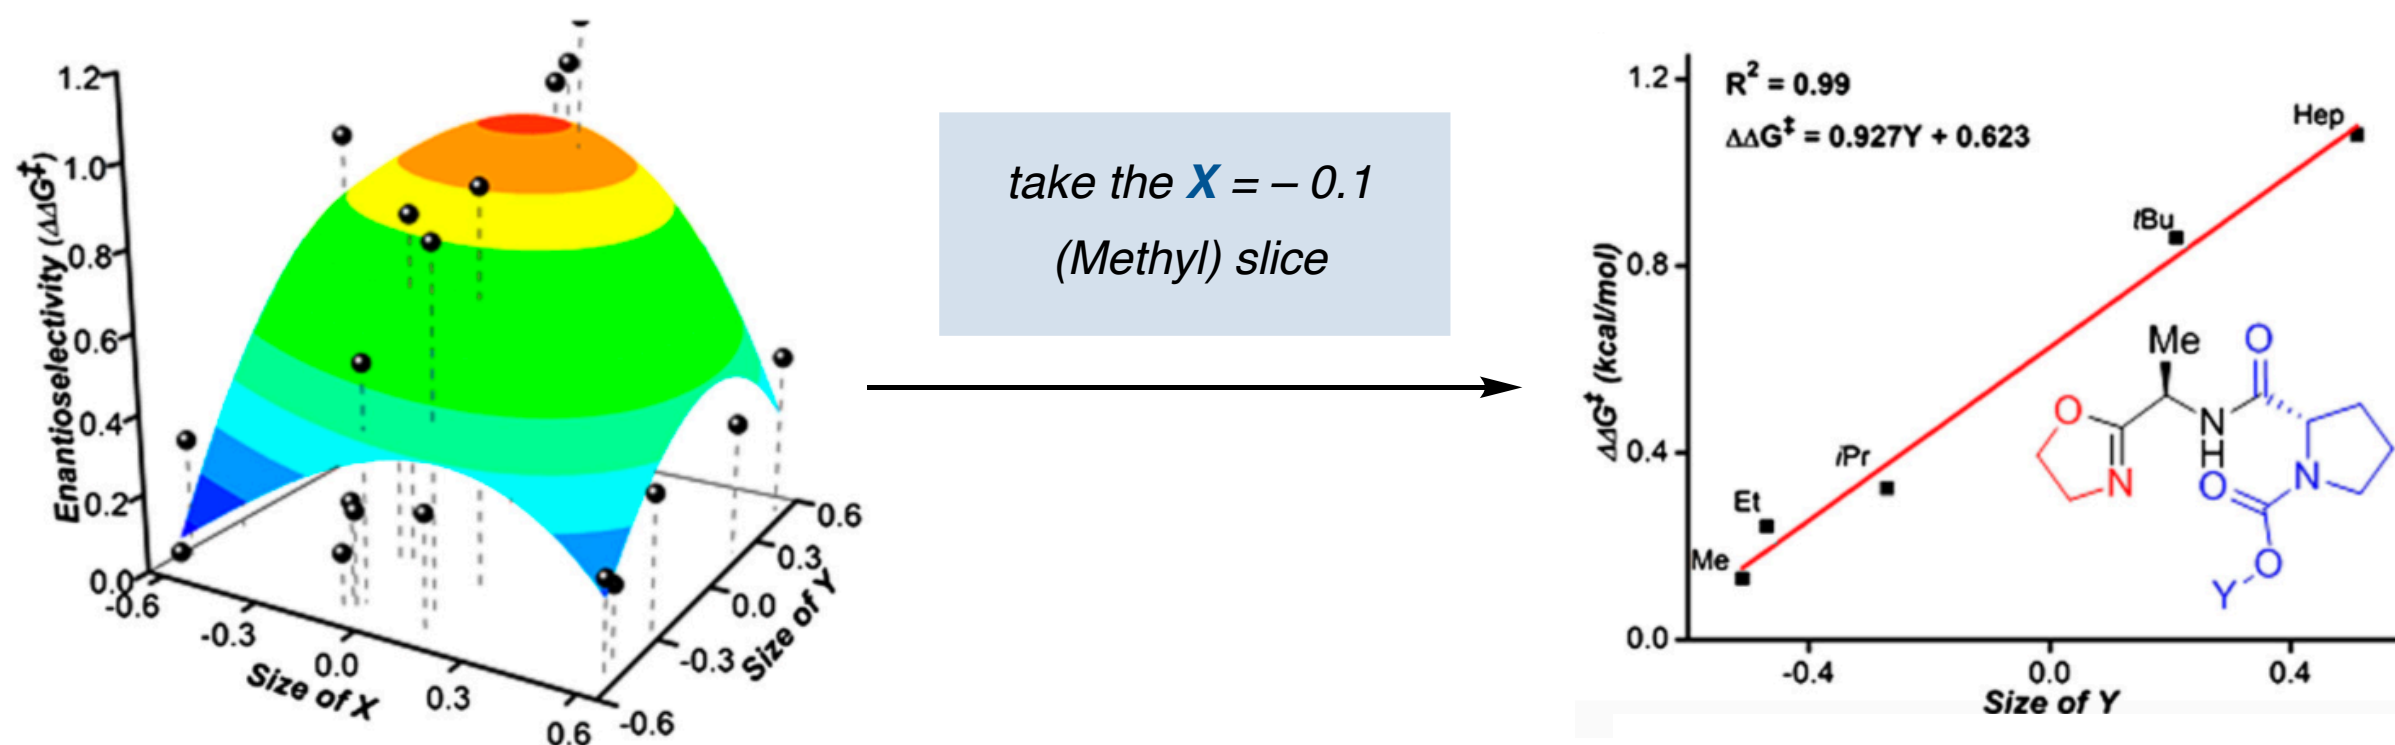 Enantioselectivity (ΔΔG‡)
1.2
1.0
0.8
0.6
0.4
0.2
0.0
-0.6
-0.3
0.0
0.3
0.6
Size of X
-0.6
-0.3
0.0
0.3
0.6
Size of Y
take the X = – 0.1
(Methyl) slice
ΔΔG‡ (kcal/mol)
1.2
0.8
0.4
0.0
R² = 0.99
ΔΔG‡ = 0.927Y + 0.623
Hep
tBu
iPr
Et
Me
Me
O
O
N
N
H
O
N
O
Y
-0.4
0.0
0.4
Size of Y